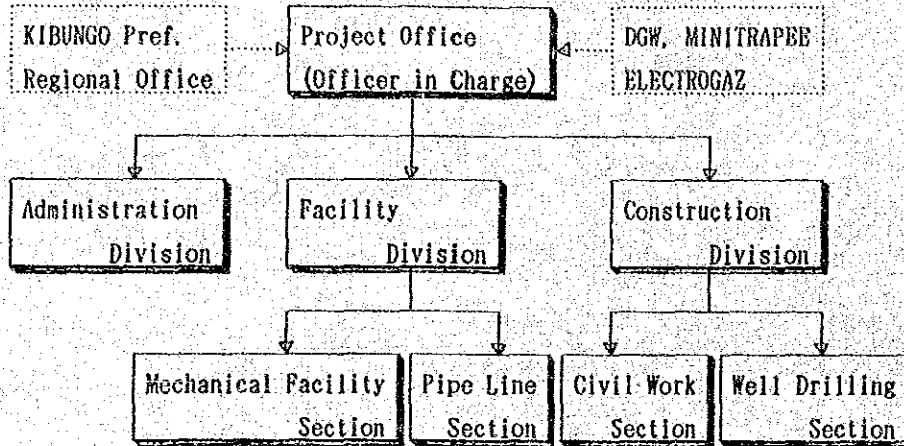 KIBUNGO Pref.
Regional Office
Project Office
(Officer in Charge)
DGW, MINITRAPEE
ELECTROGAZ
Administration
Division
Facility
Division
Construction
Division
Mechanical Facility
Section
Pipe Line
Section
Civil Work
Section
Well Drilling
Section